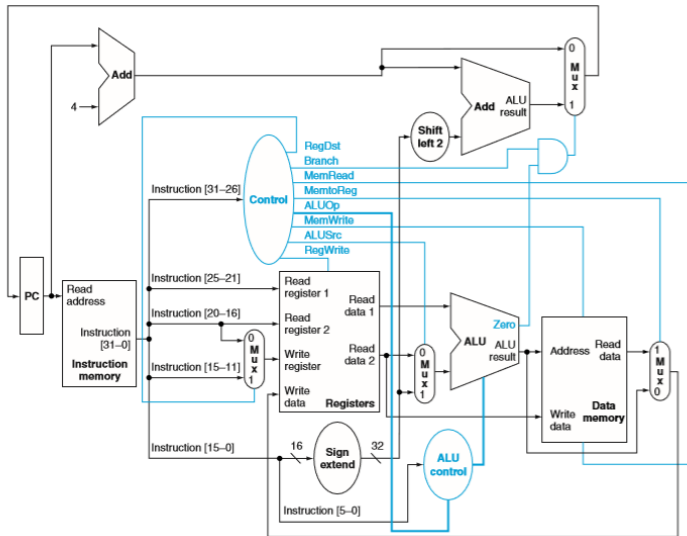 0
M
u
x
1
Add
4
Add
ALU
result
Shift
left 2
RegDst
Branch
MemRead
Instruction [31–26]
Control
MemtoReg
ALUOp
MemWrite
ALUSrc
RegWrite
PC
Read
address
Instruction
[31–0]
Instruction
memory
Instruction [25–21]
Instruction [20–16]
Instruction [15–11]
0
M
u
x
1
Read
register 1
Read
register 2
Write
register
Write
data
Read
data 1
Read
data 2
Registers
0
M
u
x
1
Zero
ALU
ALU
result
Address
Read
data
Write
data
Data
memory
1
M
u
x
0
Instruction [15–0]
16
Sign
extend
32
ALU
control
Instruction [5–0]